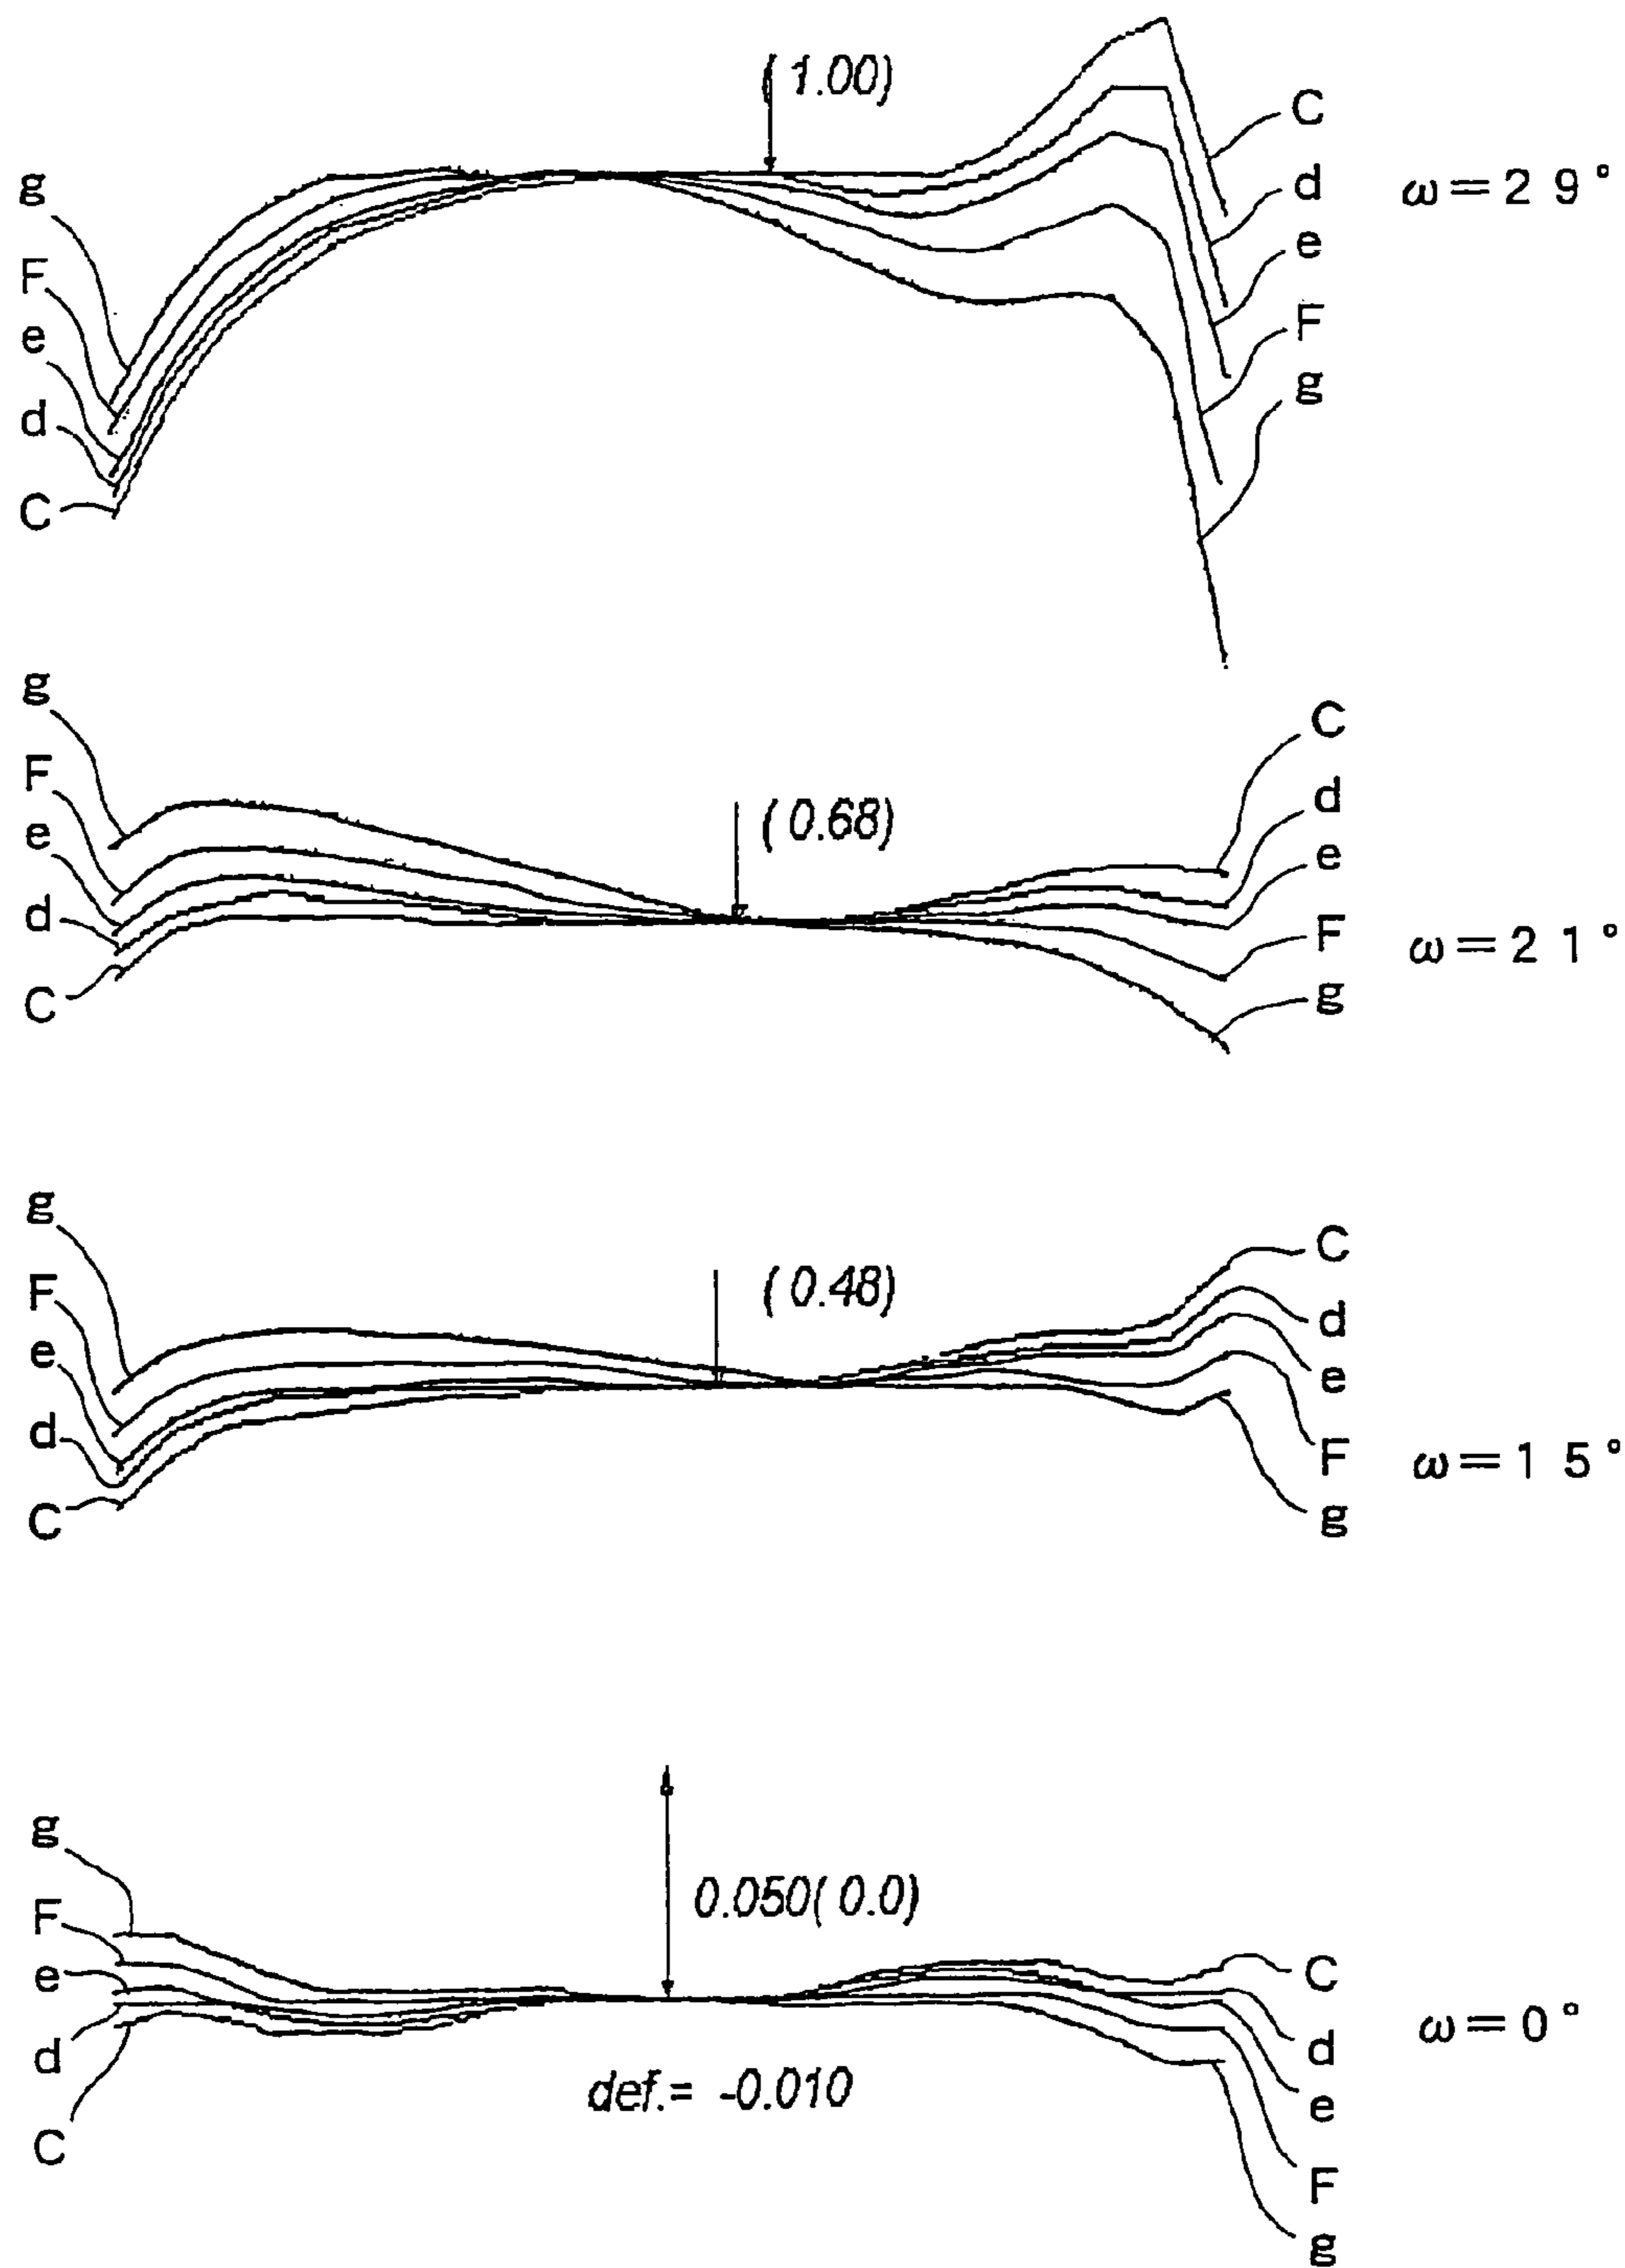 (1.00)
g
F
e
d
C
C
d
e
F
g
ω=29°
g
F
e
d
C
(0.68)
C
d
e
F
g
ω=21°
g
F
e
d
C
(0.48)
C
d
e
F
g
ω=15°
g
F
e
d
C
0.050(0.0)
def.= -0.010
C
d
e
F
g
ω=0°